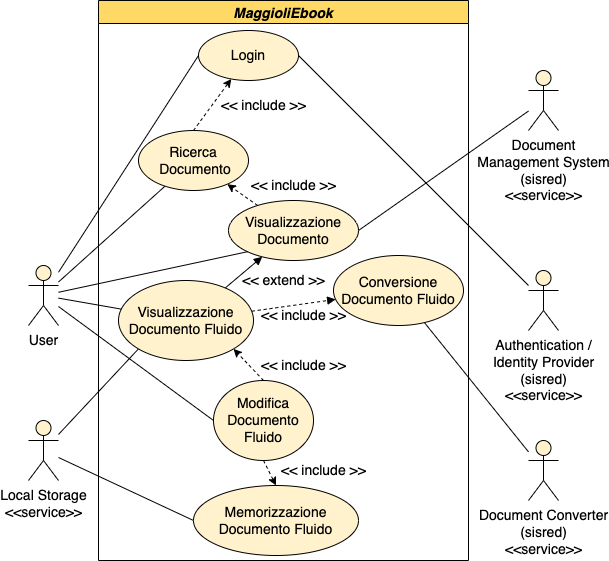 MaggioliEbook
Login
<< include >>
Ricerca
Documento
<< include >>
Visualizzazione
Documento
<< extend >>
Visualizzazione
Documento Fluido
<< include >>
Conversione
Documento Fluido
<< include >>
Modifica
Documento
Fluido
<< include >>
Memorizzazione
Documento Fluido
User
Local Storage
<<service>>
Document
Management System
(sisred)
<<service>>
Authentication /
Identity Provider
(sisred)
<<service>>
Document Converter
(sisred)
<<service>>